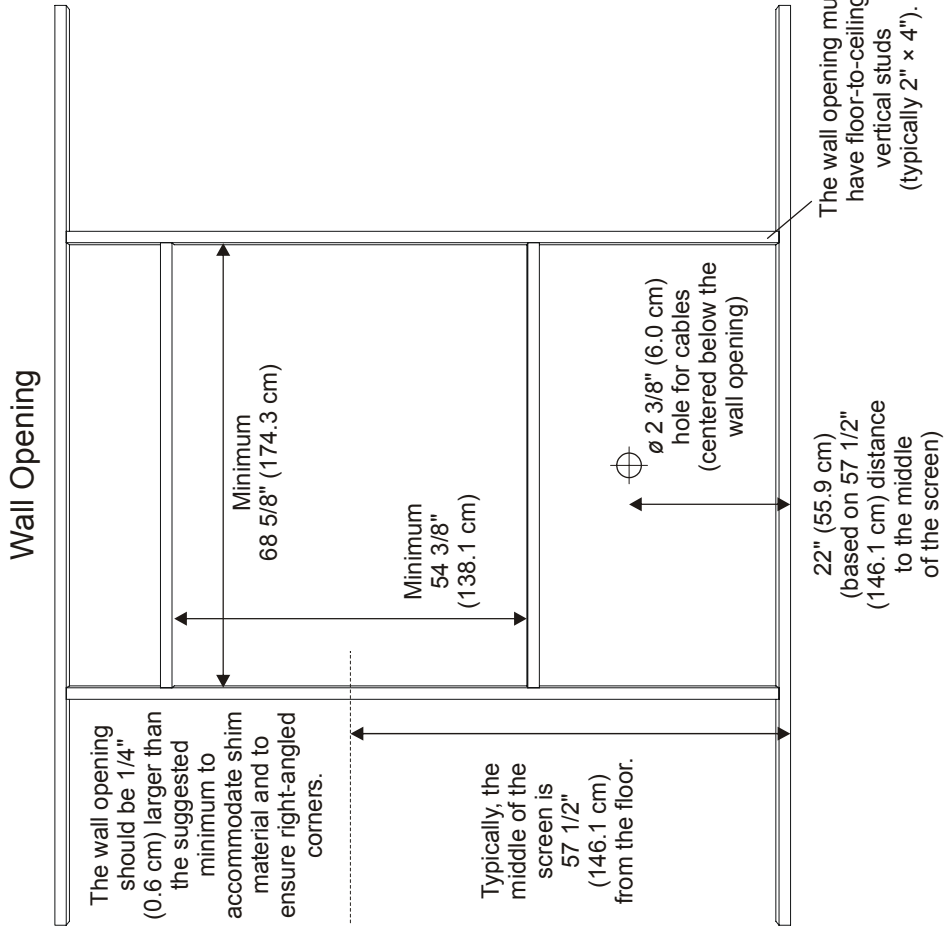 Wall Opening
The wall opening
should be 1/4"
(0.6 cm) larger than
the suggested
minimum to
accommodate shim
material and to
ensure right-angled
corners.
Minimum
68 5/8" (174.3 cm)
Minimum
54 3/8"
(138.1 cm)
Typically, the
middle of the
screen is
57 1/2"
(146.1 cm)
from the floor.
ø 2 3/8" (6.0 cm)
hole for cables
(centered below the
wall opening)
22" (55.9 cm)
(based on 57 1/2"
(146.1 cm) distance
to the middle
of the screen)
The wall opening
have floor-to-ceiling
vertical studs
(typically 2" × 4").